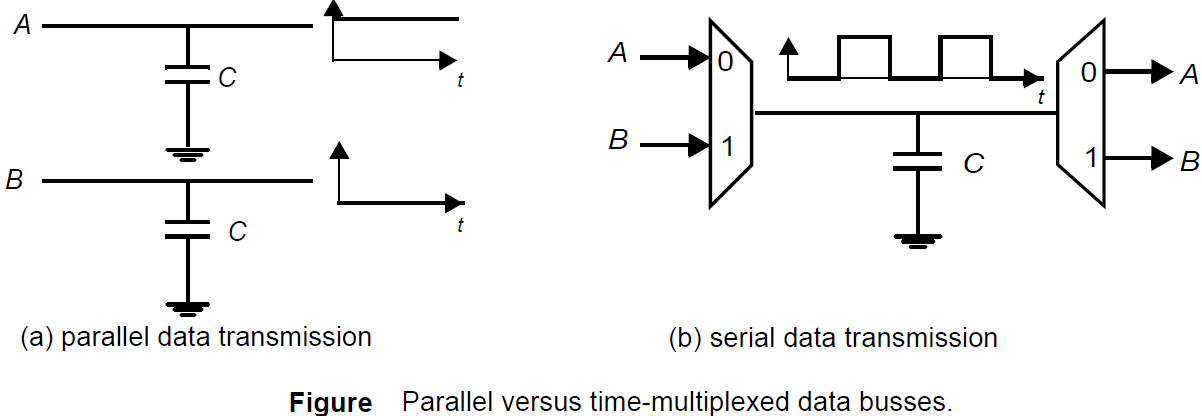 A
C
t
B
C
t
(a) parallel data transmission
A
0
B
1
t
C
0
A
1
B
(b) serial data transmission
Figure Parallel versus time-multiplexed data busses.